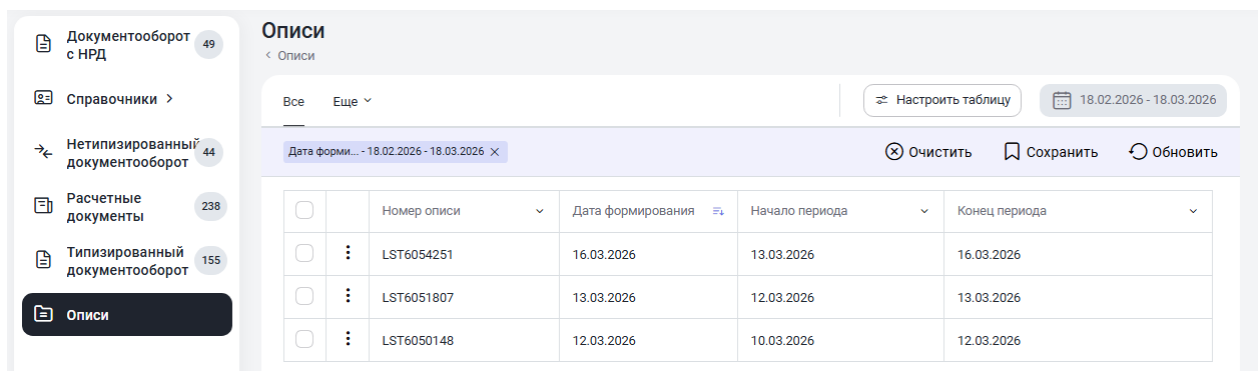 Документооборот
с НРД
49
Справочники
Нетипизированный
документооборот
44
Расчетные
документы
238
Типизированный
документооборот
155
Описи
Описи
Описи
Все Еще
Настроить таблицу
18.02.2026 - 18.03.2026
Дата форми... - 18.02.2026 - 18.03.2026
Очистить Сохранить Обновить
Номер описи Дата формирования Начало периода Конец периода
LST6054251 16.03.2026 13.03.2026 16.03.2026
LST6051807 13.03.2026 12.03.2026 13.03.2026
LST6050148 12.03.2026 10.03.2026 12.03.2026